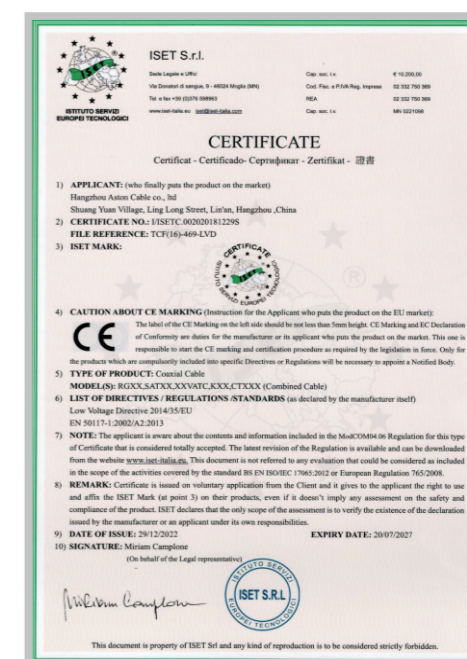 ISET S.r.l.
Sede Legale e Uffici
Via Donatori di sangue, 9 - 46024 Moglia (MN)
Tel. e fax +39 (0)376 598963
www.iset-italia.eu iset@iset-italia.com
Cap. soc. i.v. € 10.200,00
Cod. Fisc. e P.IVA Reg. Imprese 02 332 750 369
REA 02 332 750 369
Cap. soc. i.v. MN 0221098
ISET
ISTITUTO SERVIZI
EUROPEI TECNOLOGICI
CERTIFICATE
Certificat - Certificado- Сертификат - Zertifikat - 證書
1) APPLICANT: (who finally puts the product on the market)
Hangzhou Aston Cable co., ltd
Shuang Yuan Village, Ling Long Street, Lin'an, Hangzhou ,China
2) CERTIFICATE NO.: I/ISETC.002020181229S
FILE REFERENCE: TCF(16)-469-LVD
3) ISET MARK:
CERTIFICATE
ISET
4) CAUTION ABOUT CE MARKING (Instruction for the Applicant who puts the product on the EU market):
CE
The label of the CE Marking on the left side should be not less than 5mm height. CE Marking and EC Declaration
of Conformity are duties for the manufacturer or its applicant who puts the product on the market. This one is
responsible to start the CE marking and certification procedure as required by the legislation in force. Only for
the products which are compulsorily included into specific Directives or Regulations will be necessary to appoint a Notified Body.
5) TYPE OF PRODUCT: Coaxial Cable
MODEL(S): RGXX,SATXX,XXVATC,KXX,CTXXX (Combined Cable)
6) LIST OF DIRECTIVES / REGULATIONS /STANDARDS (as declared by the manufacturer itself)
Low Voltage Directive 2014/35/EU
EN 50117-1:2002/A2:2013
7) NOTE: The applicant is aware about the contents and information included in the ModCOM04.06 Regulation for this type
of Certificate that is considered totally accepted. The latest revision of the Regulation is available and can be downloaded
from the website www.iset-italia.eu. This document is not referred to any evaluation that could be considered as included
in the scope of the activities covered by the standard BS EN ISO/IEC 17065:2012 or European Regulation 765/2008.
8) REMARK: Certificate is issued on voluntary application from the Client and it gives to the applicant the right to use
and affix the ISET Mark (at point 3) on their products, even if it doesn't imply any assessment on the safety and
compliance of the product. ISET declares that the only scope of the assessment is to verify the existence of the declaration
issued by the manufacturer or an applicant under its own responsibilities.
9) DATE OF ISSUE: 29/12/2022 EXPIRY DATE: 20/07/2027
10) SIGNATURE: Miriam Camplone
(On behalf of the Legal representative)
Miriam Camplone
ISTITUTO SERVIZI
ISET S.R.L
EUROPEI TECNOLOGICI
This document is property of ISET Srl and any kind of reproduction is to be considered strictly forbidden.